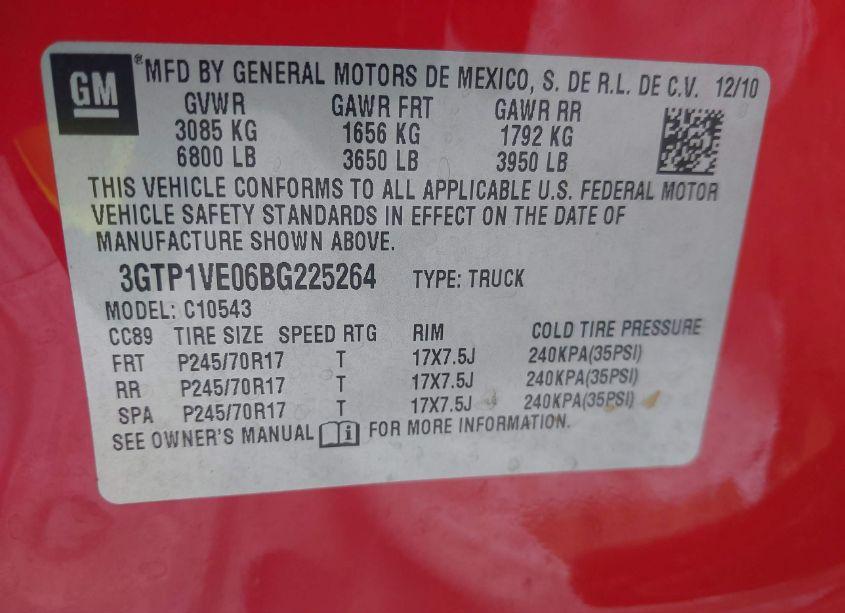 GM
®MFD BY GENERAL MOTORS DE MEXICO, S. DE R.L. DE C.V. 12/10
GVWR GAWR FRT GAWR RR
3085 KG 1656 KG 1792 KG
6800 LB 3650 LB 3950 LB
THIS VEHICLE CONFORMS TO ALL APPLICABLE U.S. FEDERAL MOTOR
VEHICLE SAFETY STANDARDS IN EFFECT ON THE DATE OF
MANUFACTURE SHOWN ABOVE.
3GTP1VE06BG225264 TYPE: TRUCK
MODEL: C10543
CC89 TIRE SIZE SPEED RTG RIM COLD TIRE PRESSURE
FRT P245/70R17 T 17X7.5J 240KPA(35PSI)
RR P245/70R17 T 17X7.5J 240KPA(35PSI)
SPA P245/70R17 T 17X7.5J 240KPA(35PSI)
SEE OWNER'S MANUAL FOR MORE INFORMATION.